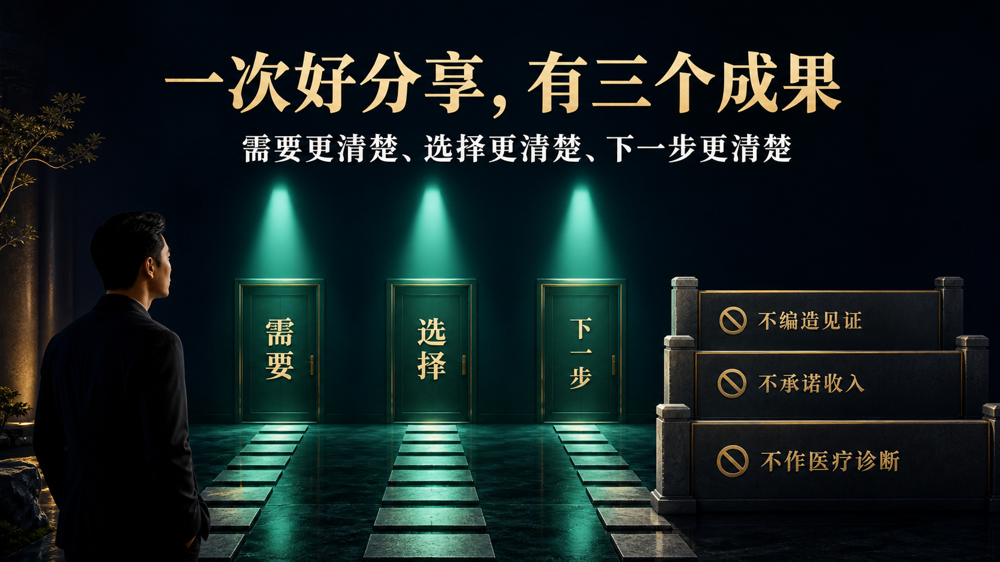 一次好分享，有三个成果
需要更清楚、选择更清楚、下一步更清楚
需要
选择
下一步
不编造见证
不承诺收入
不作医疗诊断